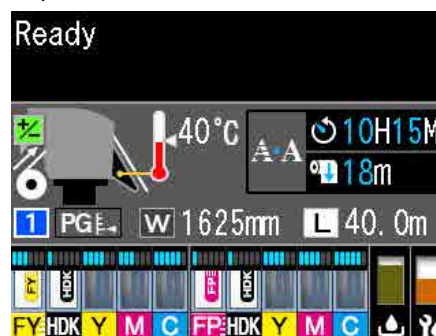 Ready
40°C A A 10H15M
18m
1 PG W 1625mm L 40.0m
FY HDK FP HDK
FY HDK Y M C FP HDK Y M C